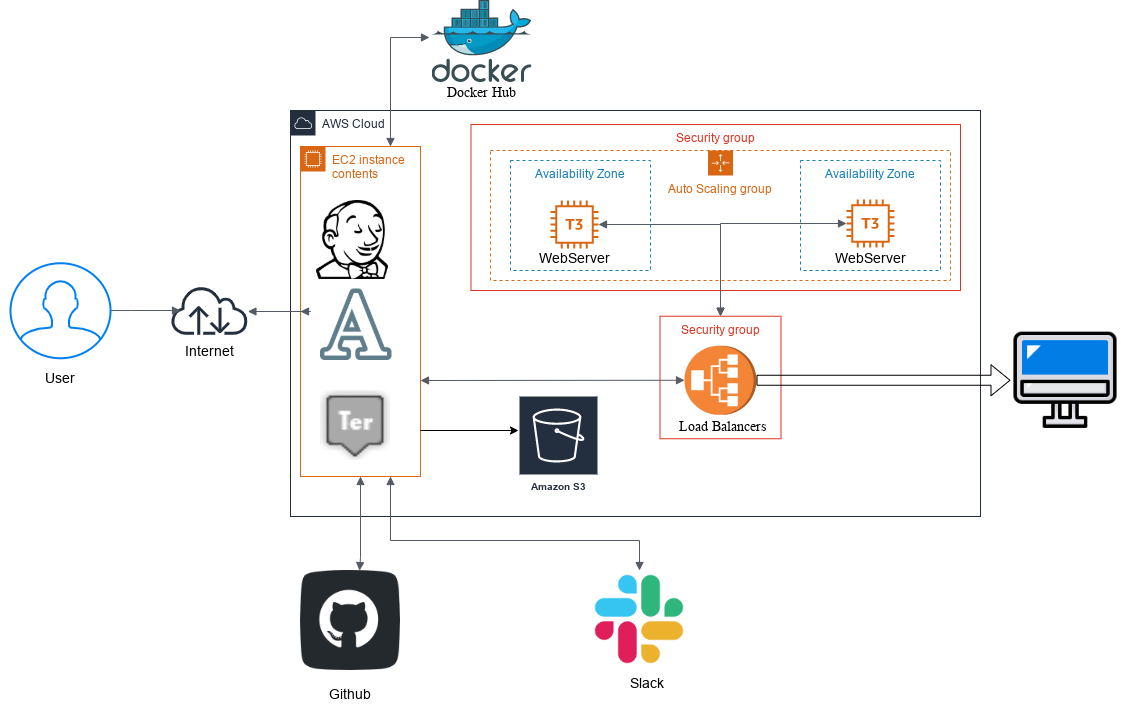 docker
Docker Hub
AWS Cloud
Security group
EC2 instance
contents
Availability Zone
Availability Zone
Auto Scaling group
T3
T3
WebServer
WebServer
Security group
Internet
User
Ter
Load Balancers
Amazon S3
Github
Slack